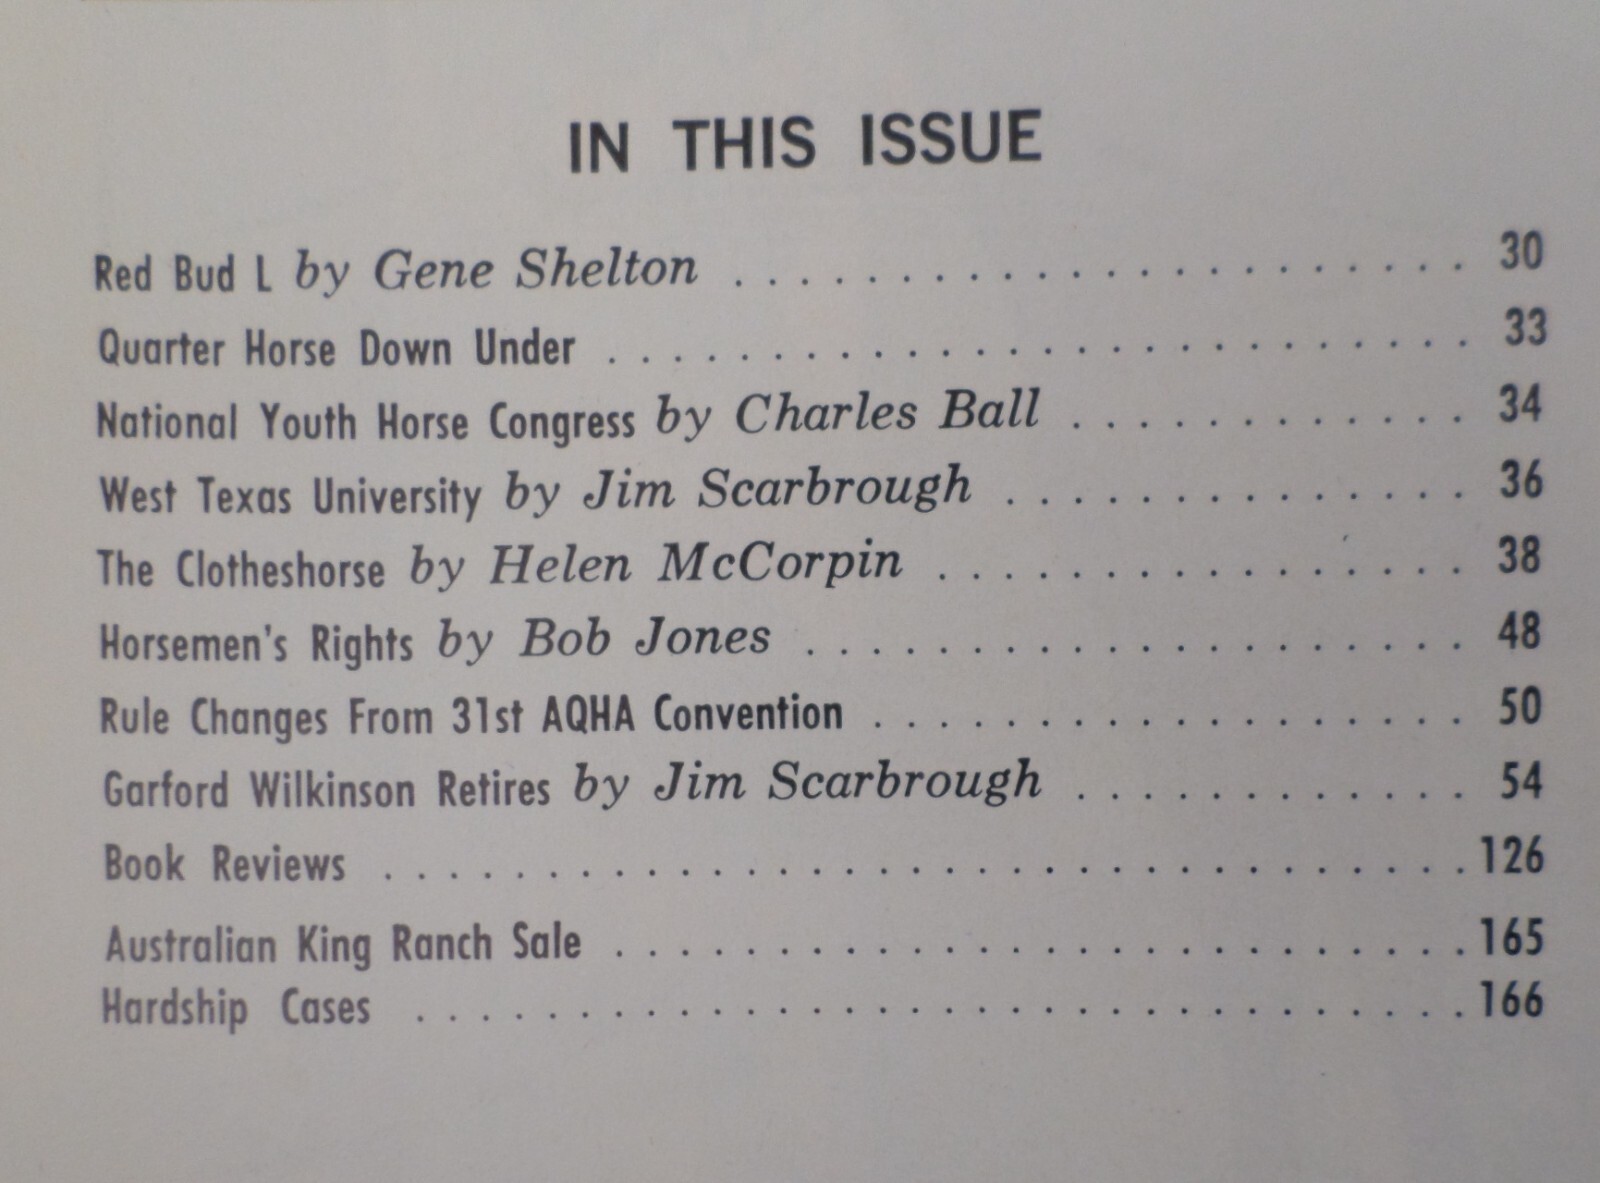 IN THIS ISSUE
Red Bud L by Gene Shelton . . . . . . . . . . . . . . . . . . . . . . . 30
Quarter Horse Down Under . . . . . . . . . . . . . . . . . . . . . . . . . . . 33
National Youth Horse Congress by Charles Ball . . . . . . . . . . . . . 34
West Texas University by Jim Scarbrough . . . . . . . . . . . . . . . 36
The Clotheshorse by Helen McCorpin . . . . . . . . . . . . . . . . . 38
Horsemen's Rights by Bob Jones . . . . . . . . . . . . . . . . . . . . . 48
Rule Changes From 31st AQHA Convention . . . . . . . . . . . . . . . . . . . 50
Garford Wilkinson Retires by Jim Scarbrough . . . . . . . . . . . . . 54
Book Reviews . . . . . . . . . . . . . . . . . . . . . . . . . . . . . . . . . . 126
Australian King Ranch Sale . . . . . . . . . . . . . . . . . . . . . . . . . . . 165
Hardship Cases . . . . . . . . . . . . . . . . . . . . . . . . . . . . . . . . . 166